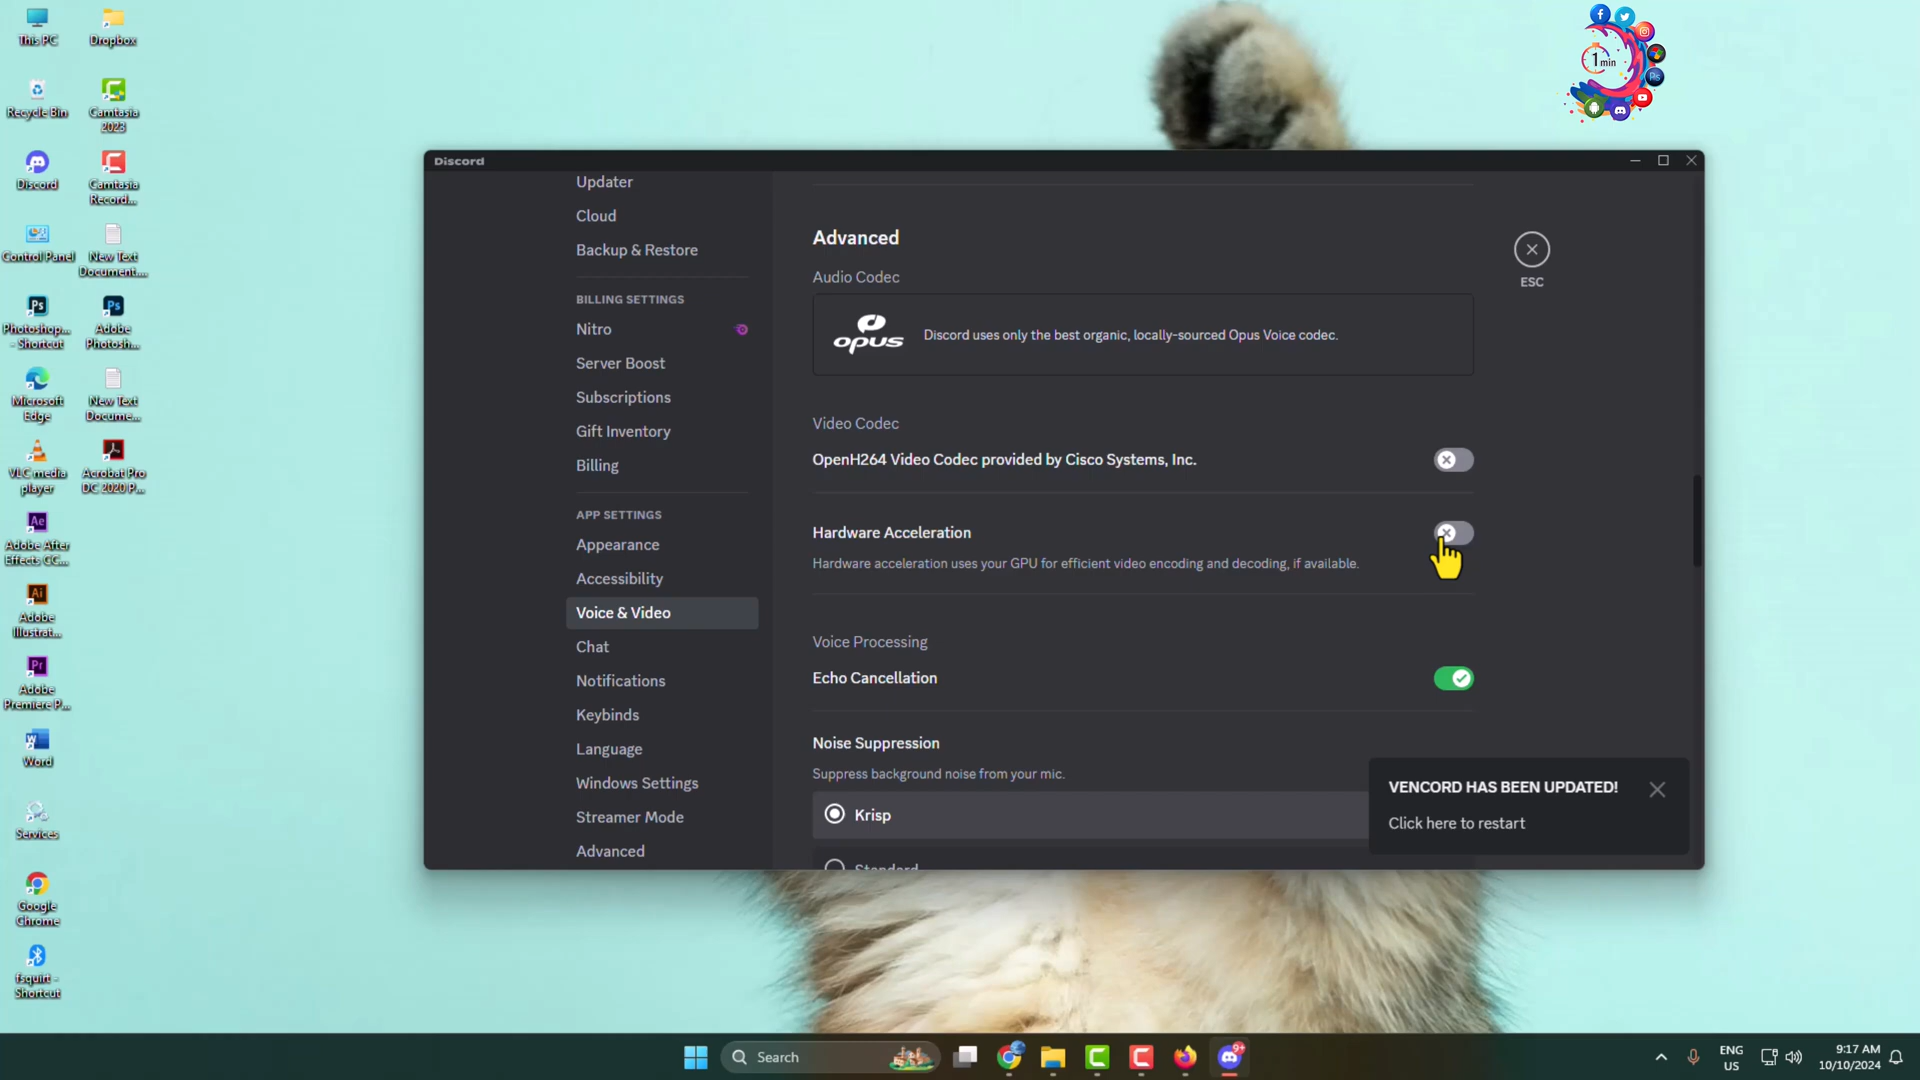 This PC
Dropbox
Recycle Bin
Camtasia
2023
Discord
Camtasia
Record...
Control Panel
New Text
Document....
Photoshop...
- Shortcut
Adobe
Photosh...
Microsoft
Edge
New Text
Docume...
VLC media
player
Acrobat Pro
DC 2020 P...
Adobe After
Effects CC...
Adobe
Illustrat...
Adobe
Premiere P...
Word
Services
Google
Chrome
fsquirt -
Shortcut
1min
Discord
Updater
Cloud
Backup & Restore
BILLING SETTINGS
Nitro
Server Boost
Subscriptions
Gift Inventory
Billing
APP SETTINGS
Appearance
Accessibility
Voice & Video
Chat
Notifications
Keybinds
Language
Windows Settings
Streamer Mode
Advanced
Advanced
ESC
Audio Codec
opus
Discord uses only the best organic, locally-sourced Opus Voice codec.
Video Codec
OpenH264 Video Codec provided by Cisco Systems, Inc.
Hardware Acceleration
Hardware acceleration uses your GPU for efficient video encoding and decoding, if available.
Voice Processing
Echo Cancellation
Noise Suppression
Suppress background noise from your mic.
Krisp
Standard
VENCORD HAS BEEN UPDATED!
Click here to restart
Search
9+
ENG
US
9:17 AM
10/10/2024